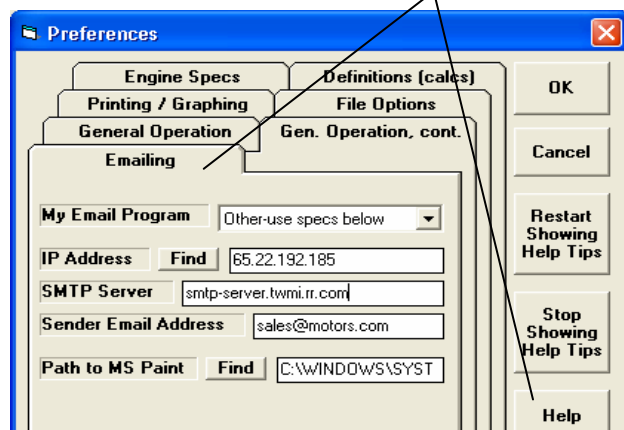 Preferences
Engine Specs
Definitions (calcs)
Printing / Graphing
File Options
General Operation
Gen. Operation, cont.
Emailing
My Email Program
Other-use specs below
IP Address
Find
65.22.192.185
SMTP Server
smtp-server.twmi.rr.com
Sender Email Address
sales@motors.com
Path to MS Paint
Find
C:\WINDOWS\SYST
OK
Cancel
Restart
Showing
Help Tips
Stop
Showing
Help Tips
Help